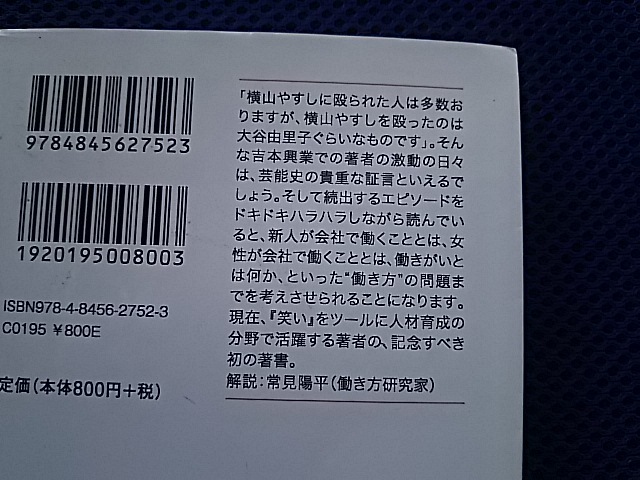 9784845627523
1920195008003
ISBN978-4-8456-2752-3
C0195 ¥800E
定価(本体800円+税)
「横山やすしに殴られた人は多数お
りますが、横山やすしを殴ったのは
大谷由里子ぐらいなものです」。そん
な吉本興業での著者の激動の日々
は、芸能史の貴重な証言といえるで
しょう。そして続出するエピソードを
ドキドキハラハラしながら読んでい
ると、新人が会社で働くこととは、女
性が会社で働くこととは、働きがいと
は何か、といった“働き方”の問題ま
でを考えさせられることになります。
現在、『笑い』をツールに人材育成の
分野で活躍する著者の、記念すべき
初の著書。
解説:常見陽平(働き方研究家)